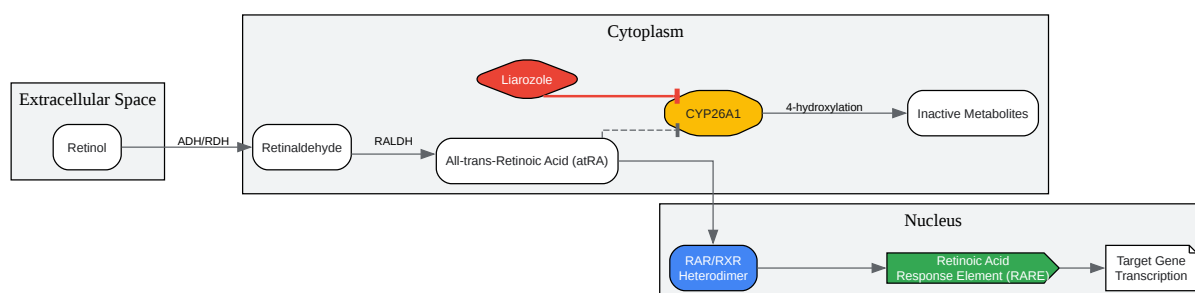 Cytoplasm
Liarozole
Extracellular Space
CYP26A1
4-hydroxylation
Inactive Metabolites
Retinol
ADH/RDH
Retinaldehyde
RALDH
All-trans-Retinoic Acid (atRA)
Nucleus
RAR/RXR
Heterodimer
Retinoic Acid
Response Element (RARE)
Target Gene
Transcription